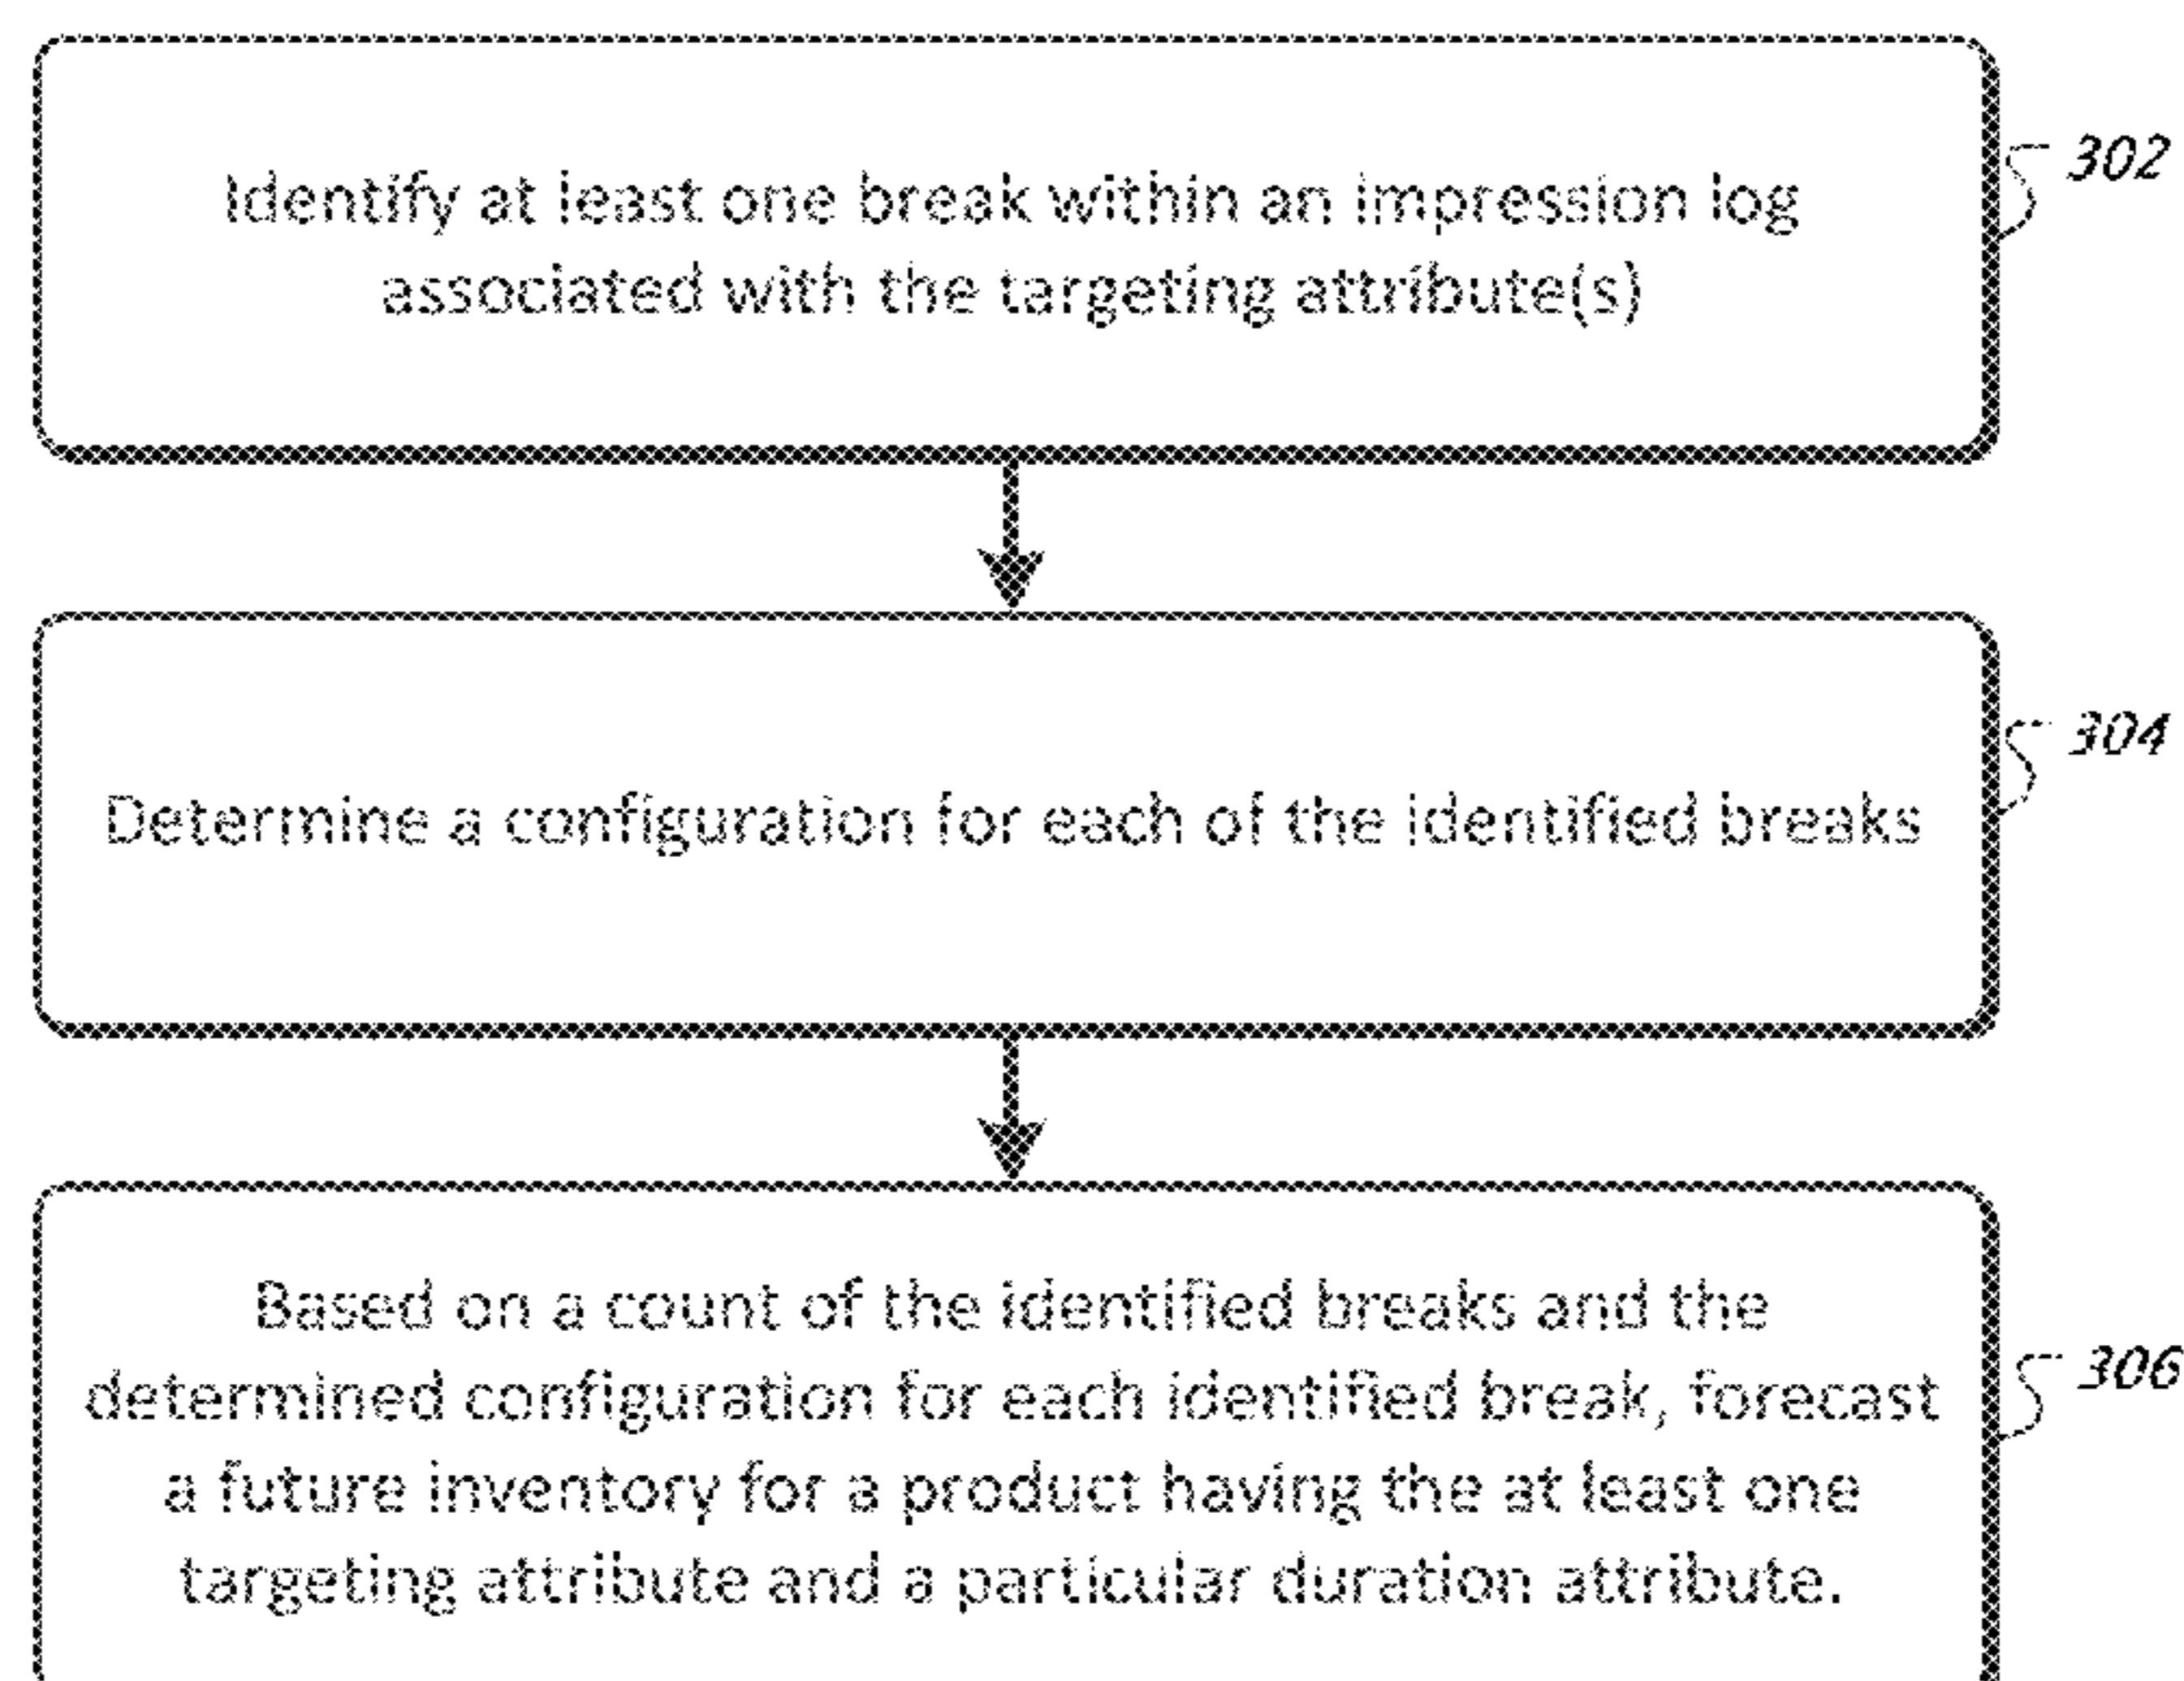 Identify at least one break within an impression log
associated with the targeting attribute(s)
302
Determine a configuration for each of the identified breaks
304
Based on a count of the identified breaks and the
determined configuration for each identified break, forecast
a future inventory for a product having the at least one
targeting attribute and a particular duration attribute.
306